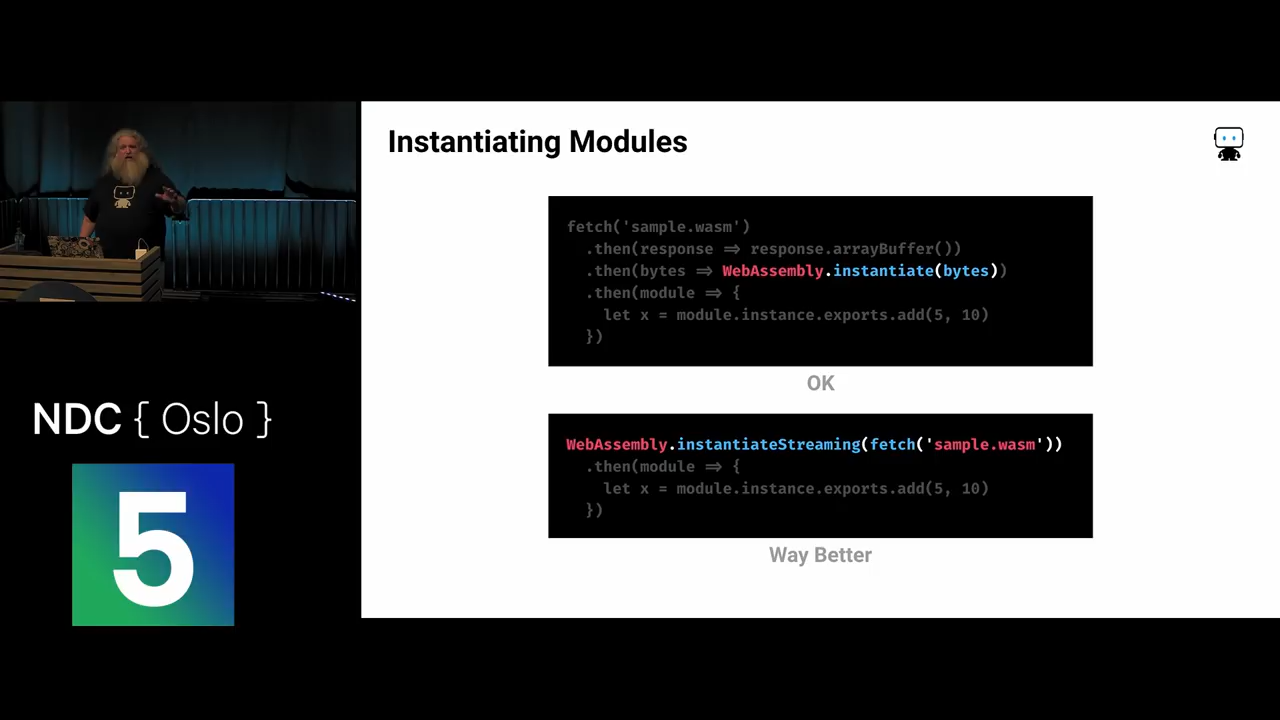 Instantiating Modules
fetch('sample.wasm')
.then(response => response.arrayBuffer())
.then(bytes => WebAssembly.instantiate(bytes))
.then(module => {
let x = module.instance.exports.add(5, 10)
})
OK
WebAssembly.instantiateStreaming(fetch('sample.wasm'))
.then(module => {
let x = module.instance.exports.add(5, 10)
})
Way Better
NDC { Oslo }
5